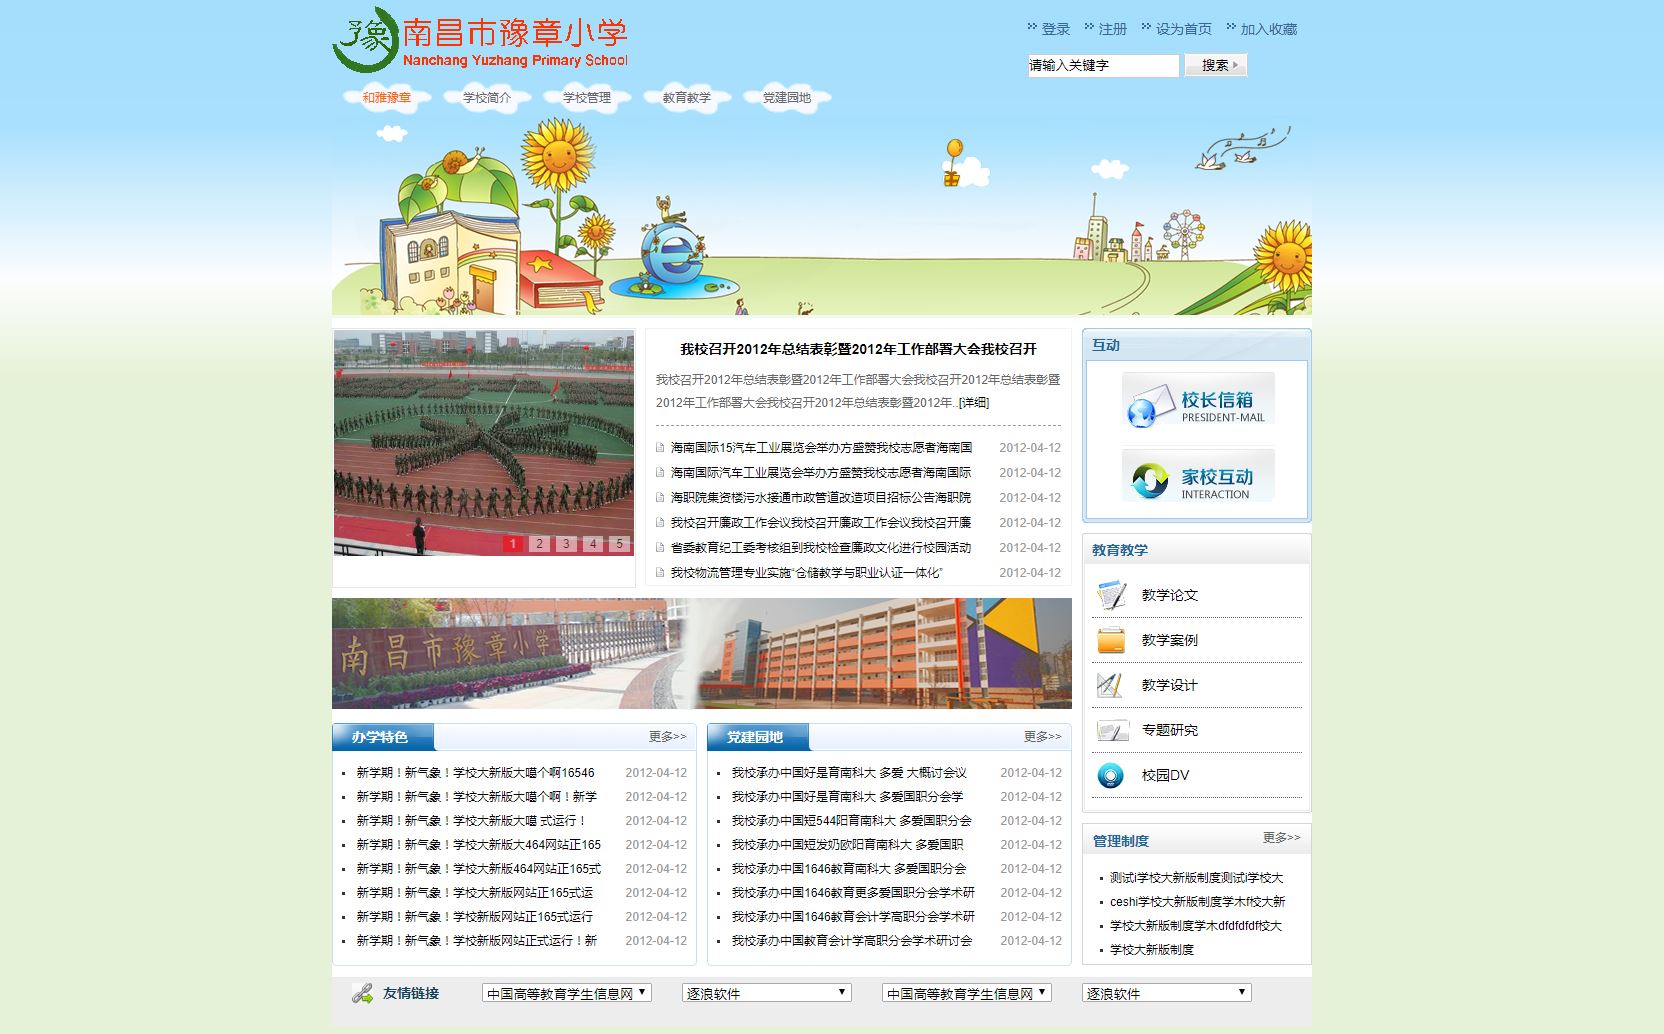 豫 南昌市豫章小学
Nanchang Yuzhang Primary School
登录 注册 设为首页 加入收藏
请输入关键字 搜索
和雅豫章 学校简介 学校管理 教育教学 党建园地
我校召开2012年总结表彰暨2012年工作部署大会我校召开
我校召开2012年总结表彰暨2012年工作部署大会我校召开2012年总结表彰暨
2012年工作部署大会我校召开2012年总结表彰暨2012年..[详细]
海南国际15汽车工业展览会举办方盛赞我校志愿者海南国 2012-04-12
海南国际汽车工业展览会举办方盛赞我校志愿者海南国际 2012-04-12
海职院集资楼污水接通市政管道改造项目招标公告海职院 2012-04-12
我校召开廉政工作会议我校召开廉政工作会议我校召开廉 2012-04-12
省委教育纪工委考核组到我校检查廉政文化进行校园活动 2012-04-12
我校物流管理专业实施“仓储教学与职业认证一体化” 2012-04-12
1 2 3 4 5
互动
校长信箱
PRESIDENT-MAIL
家校互动
INTERACTION
教育教学
教学论文
教学案例
教学设计
专题研究
校园DV
南昌市豫章小学
办学特色 更多>>
新学期！新气象！学校大新版大噶个啊16546 2012-04-12
新学期！新气象！学校大新版大噶个啊！新学 2012-04-12
新学期！新气象！学校大新版大噶 式运行！ 2012-04-12
新学期！新气象！学校大新版大464网站正165 2012-04-12
新学期！新气象！学校大新版464网站正165式 2012-04-12
新学期！新气象！学校大新版网站正165式运 2012-04-12
新学期！新气象！学校新版网站正165式运行 2012-04-12
新学期！新气象！学校新版网站正式运行！新 2012-04-12
党建园地 更多>>
我校承办中国好是育南科大 多爱 大概讨会议 2012-04-12
我校承办中国好是育南科大 多爱国职分会学 2012-04-12
我校承办中国短544阳育南科大 多爱国职分会 2012-04-12
我校承办中国短发奶欧阳育南科大 多爱国职 2012-04-12
我校承办中国1646教育南科大 多爱国职分会 2012-04-12
我校承办中国1646教育更多爱国职分会学术研 2012-04-12
我校承办中国1646教育会计学高职分会学术研 2012-04-12
我校承办中国教育会计学高职分会学术研讨会 2012-04-12
管理制度 更多>>
测试i学校大新版制度测试i学校大
ceshi学校大新版制度学木f校大新
学校大新版制度学木dfdfdfdf校大
学校大新版制度
友情链接 中国高等教育学生信息网 逐浪软件 中国高等教育学生信息网 逐浪软件